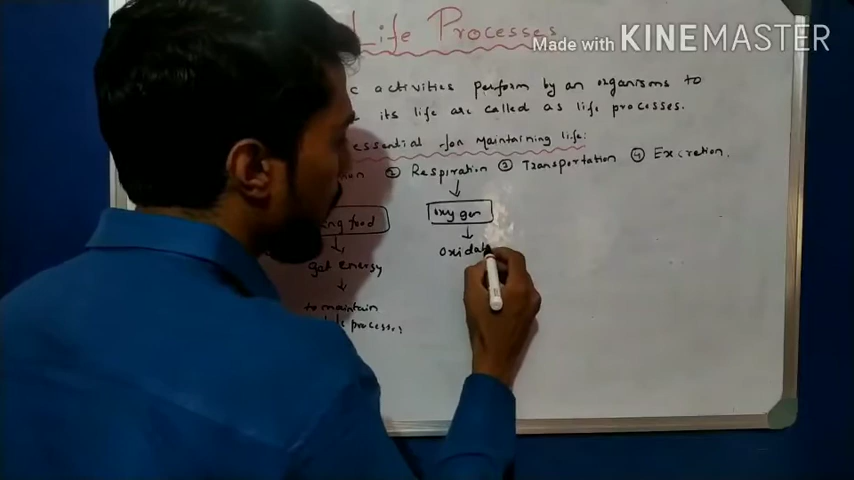 Life Processes
Made with KINEMASTER
c activities perform by an organisms to
its life are called as life processes.
essential for Maintaining life:
② Respiration ③ Transportation ④ Excretion.
food
oxygen
get energy
oxidat
to maintain
processes